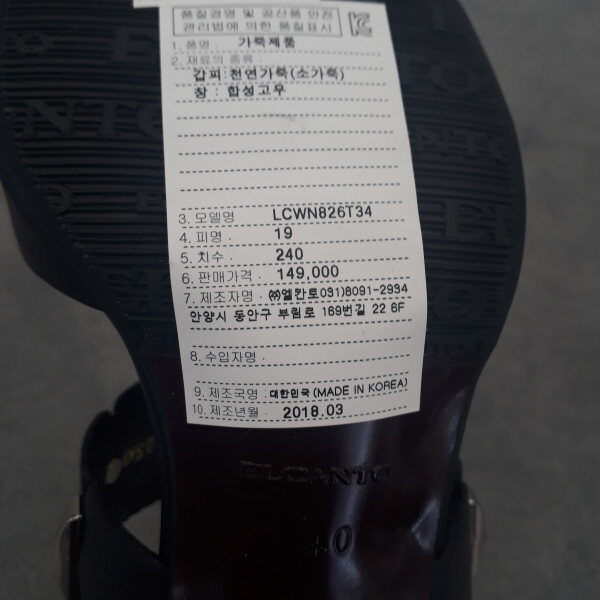 품질경영 및 공산품 안전
관리법에 의한 품질표시
1. 품명 : 가죽제품
2. 재료의 종류 :
갑피:천연가죽(소가죽)
창 : 합성고무
3. 모델명 : LCWN826T34
4. 피명 : 19
5. 치수 : 240
6. 판매가격 : 149,000
7. 제조자명 : ㈜엘칸토031)8091-2934
안양시 동안구 부림로 169번길 22 6F
8. 수입자명 :
9. 제조국명 : 대한민국 (MADE IN KOREA)
10. 제조년월 : 2018.03
ELCANTO